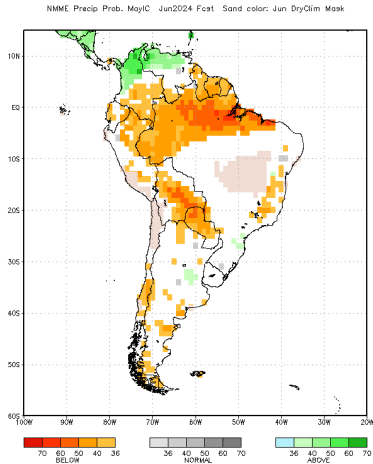 NMME Precip Prob. MayIC Jun2024 Fcst Sand color: Jun DryClim Mask
10N
EQ
10S
20S
30S
40S
50S
60S
100W 90W 80W 70W 60W 50W 40W 30W 20W
70 60 50 40 36 36 40 50 60 70 36 40 50 60 70
BELOW NORMAL ABOVE